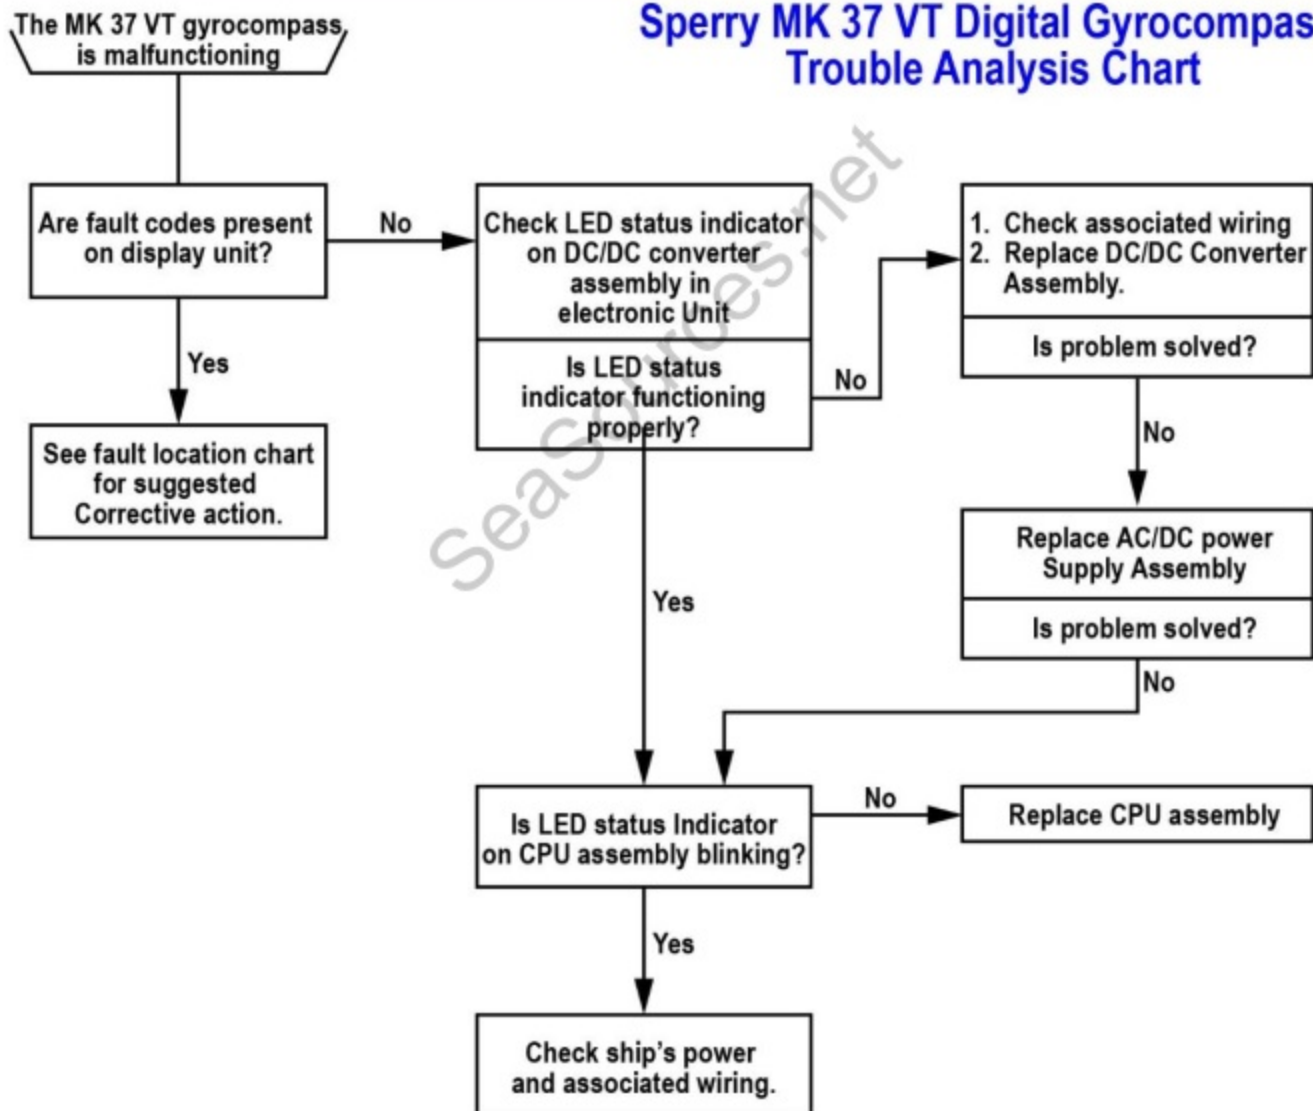 Sperry MK 37 VT Digital Gyrocompas
Trouble Analysis Chart
The MK 37 VT gyrocompass
is malfunctioning
Are fault codes present
on display unit?
No
Yes
See fault location chart
for suggested
Corrective action.
Check LED status indicator
on DC/DC converter
assembly in
electronic Unit
Is LED status
indicator functioning
properly?
No
Yes
1. Check associated wiring
2. Replace DC/DC Converter
Assembly.
Is problem solved?
No
Replace AC/DC power
Supply Assembly
Is problem solved?
No
Is LED status Indicator
on CPU assembly blinking?
No
Replace CPU assembly
Yes
Check ship's power
and associated wiring.
SeaSources.net